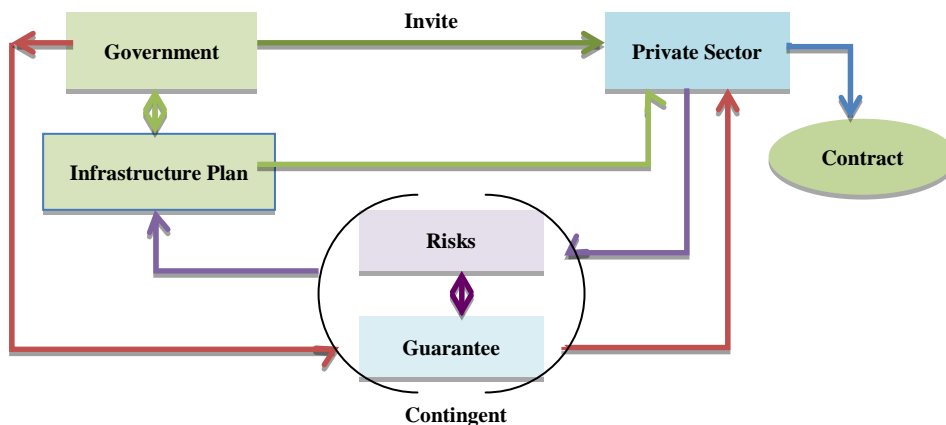 Invite
Government
Private Sector
Infrastructure Plan
Contract
Risks
Guarantee
Contingent